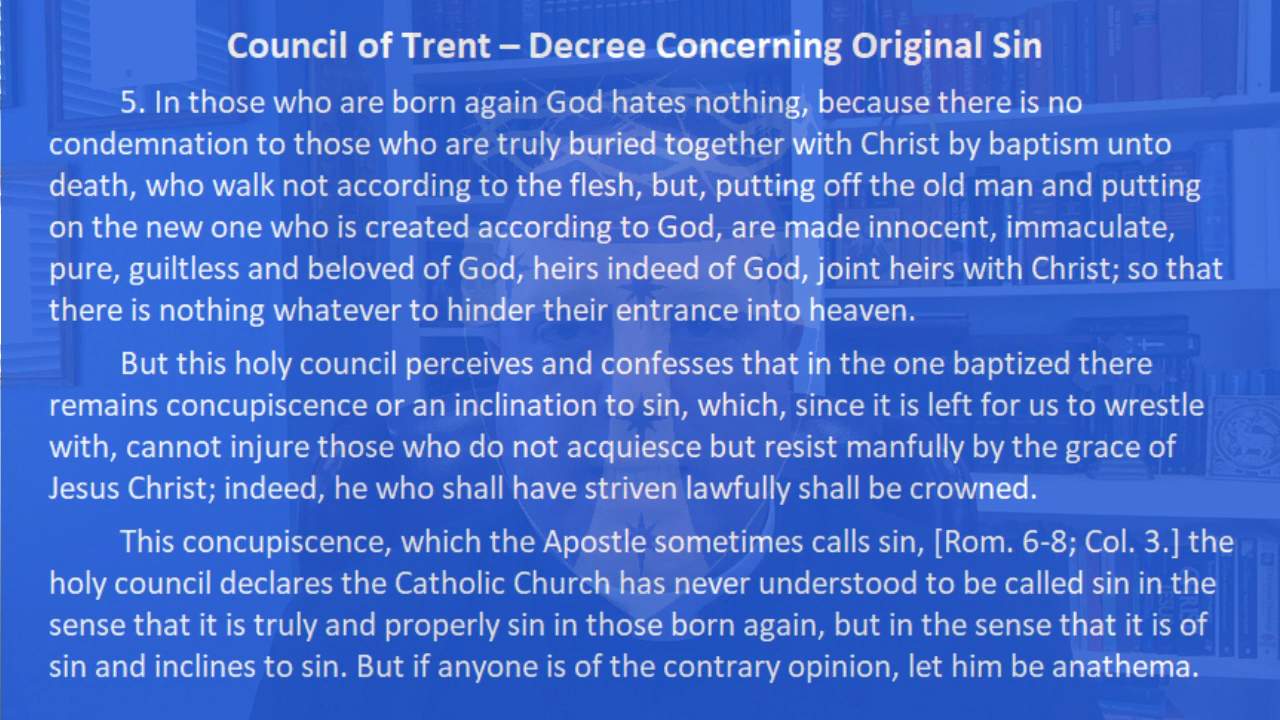 Council of Trent – Decree Concerning Original Sin
5. In those who are born again God hates nothing, because there is no
condemnation to those who are truly buried together with Christ by baptism unto
death, who walk not according to the flesh, but, putting off the old man and putting
on the new one who is created according to God, are made innocent, immaculate,
pure, guiltless and beloved of God, heirs indeed of God, joint heirs with Christ; so that
there is nothing whatever to hinder their entrance into heaven.
But this holy council perceives and confesses that in the one baptized there
remains concupiscence or an inclination to sin, which, since it is left for us to wrestle
with, cannot injure those who do not acquiesce but resist manfully by the grace of
Jesus Christ; indeed, he who shall have striven lawfully shall be crowned.
This concupiscence, which the Apostle sometimes calls sin, [Rom. 6-8; Col. 3.] the
holy council declares the Catholic Church has never understood to be called sin in the
sense that it is truly and properly sin in those born again, but in the sense that it is of
sin and inclines to sin. But if anyone is of the contrary opinion, let him be anathema.